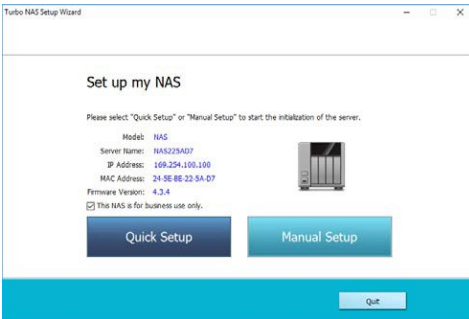 Turbo NAS Setup Wizard
Set up my NAS
Please select "Quick Setup" or "Manual Setup" to start the initialization of the server.
Model: NAS
Server Name: NAS225AD7
IP Address: 169.254.100.100
MAC Address: 24-5E-BE-22-5A-D7
Firmware Version: 4.3.4
This NAS is for business use only.
Quick Setup
Manual Setup
Quit